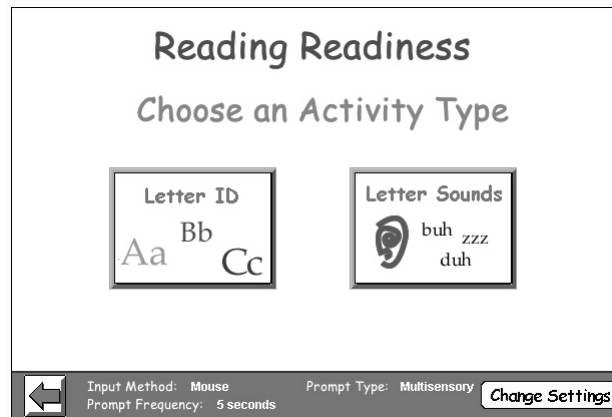 Reading Readiness
Choose an Activity Type
Letter ID
Aa Bb Cc
Letter Sounds
buh zzz
duh
Input Method: Mouse
Prompt Frequency: 5 seconds
Prompt Type: Multisensory
Change Settings